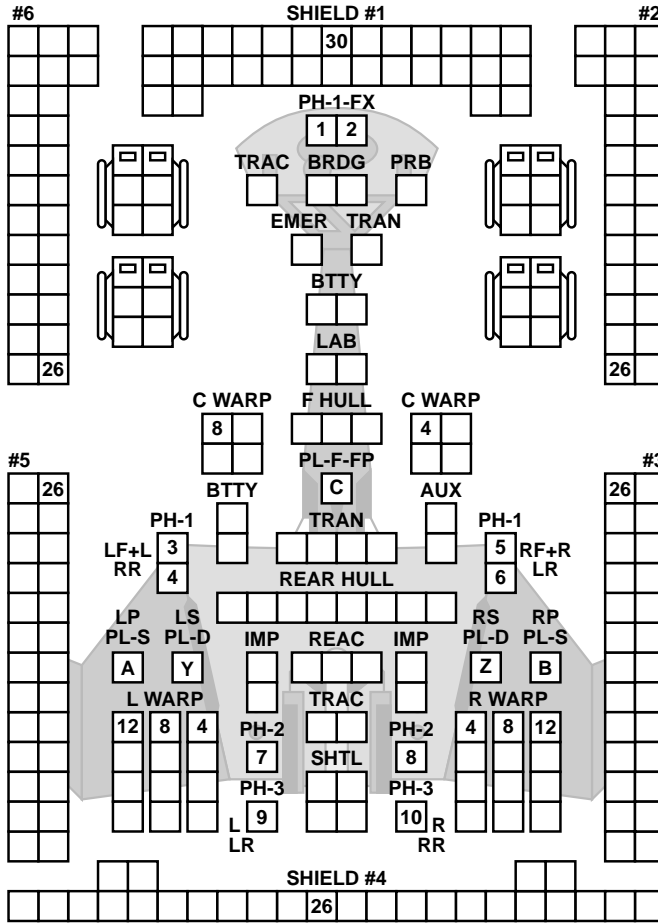 #6 SHIELD #1 #2
30
PH-1-FX
1 2
TRAC BRDG PRB
EMER TRAN
BTTY
LAB
26 26
C WARP F HULL C WARP
8 4
#5 PL-F-FP #3
26 C 26
BTTY AUX
PH-1 TRAN PH-1
LF+L 3 5 RF+R
RR 4 6 LR
REAR HULL
LP LS RS RP
PL-S PL-D IMP REAC IMP PL-D PL-S
A Y Z B
L WARP TRAC R WARP
12 8 4 4 8 12
PH-2 PH-2
7 SHTL 8
PH-3 PH-3
L 9 10 R
LR RR
SHIELD #4
26